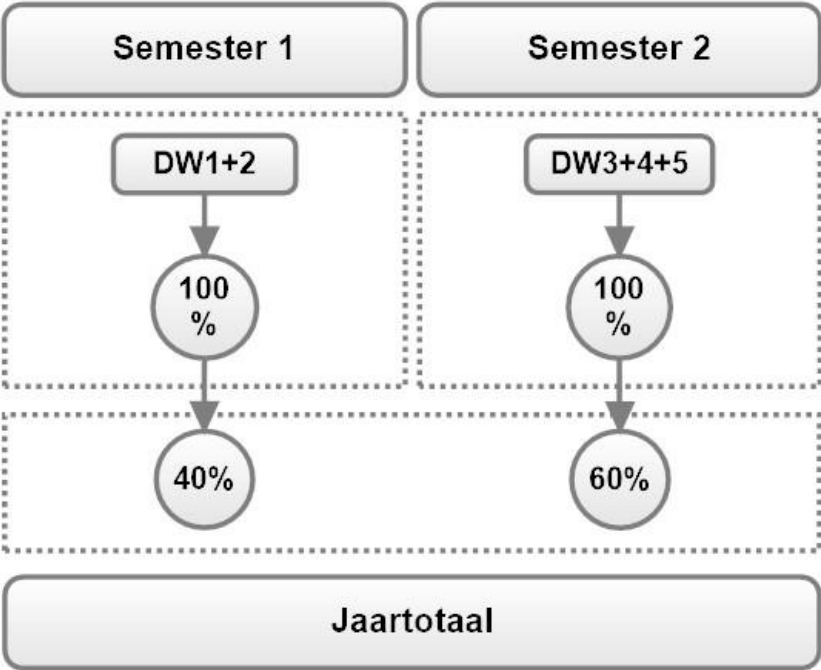 Semester 1
Semester 2
DW1+2
DW3+4+5
100
%
100
%
40%
60%
Jaartotaal